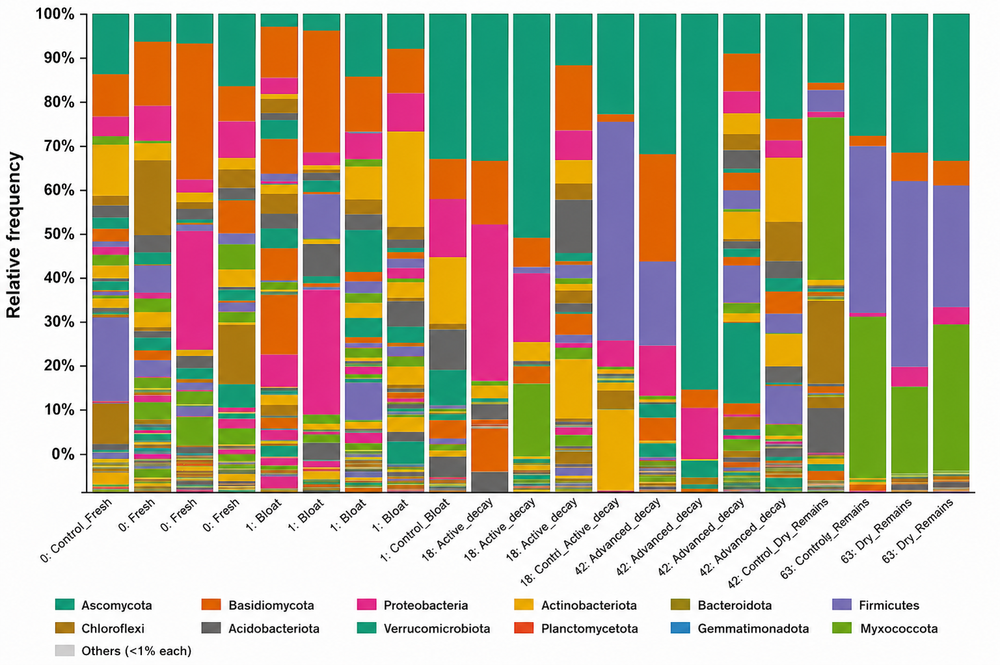 100%
90%
80%
70%
60%
50%
40%
30%
20%
10%
0%
Relative frequency
0: Control_Fresh
0: Fresh
0: Fresh
0: Fresh
1: Bloat
1: Bloat
1: Bloat
1: Bloat
1: Control_Bloat
18: Active_decay
18: Active_decay
18: Active_decay
18: Contrl_Active_decay
42: Advanced_decay
42: Advanced_decay
42: Advanced_decay
42: Advanced_decay
42: Control_Dry_Remains
63: Controlg_Remains
63: Dry_Remains
63: Dry_Remains
Ascomycota Basidiomycota Proteobacteria Actinobacteriota Bacteroidota Firmicutes
Chloroflexi Acidobacteriota Verrucomicrobiota Planctomycetota Gemmatimonadota Myxococcota
Others (<1% each)